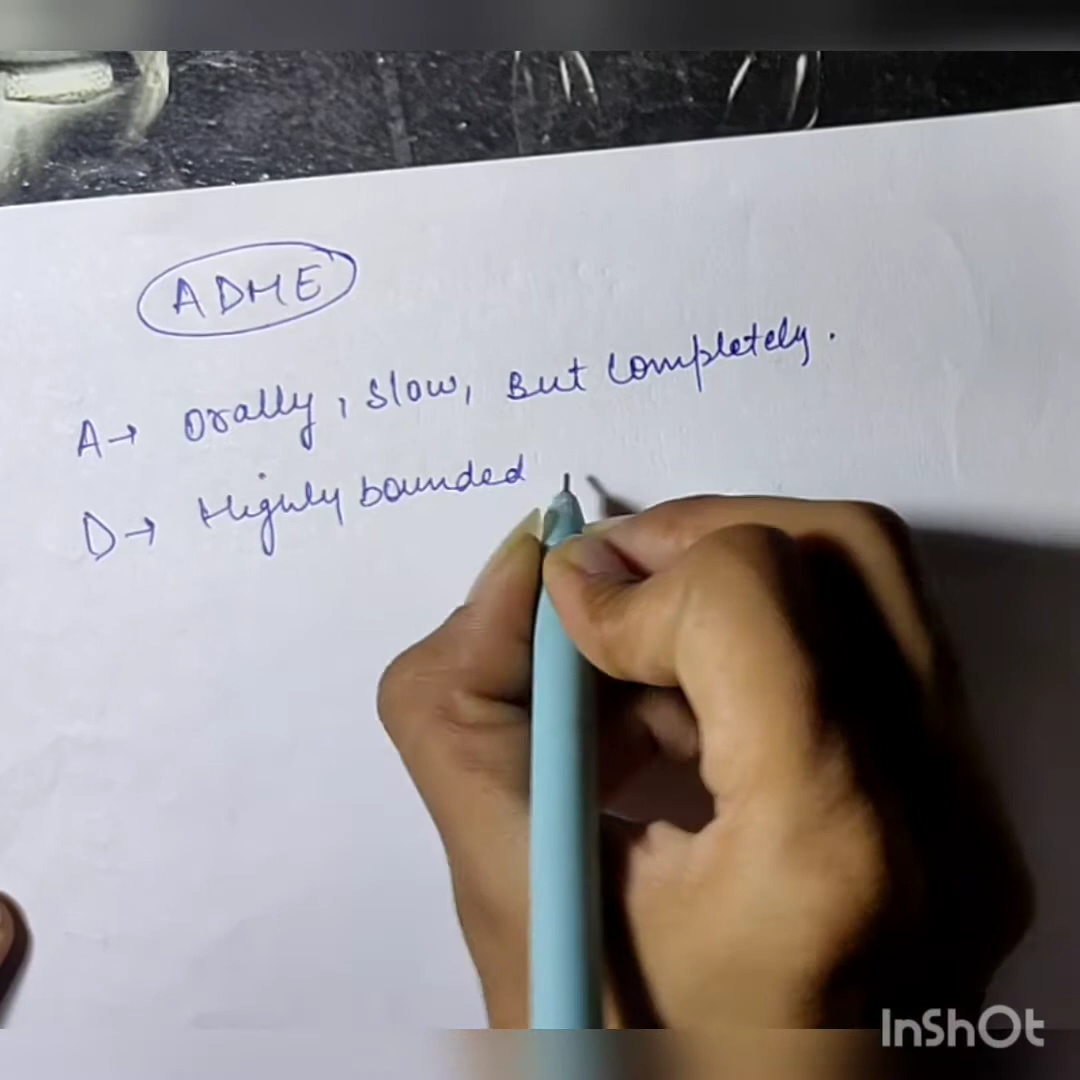 ADME
A→ Orally, Slow, But Completely.
D→ Highly bounded
InShOt